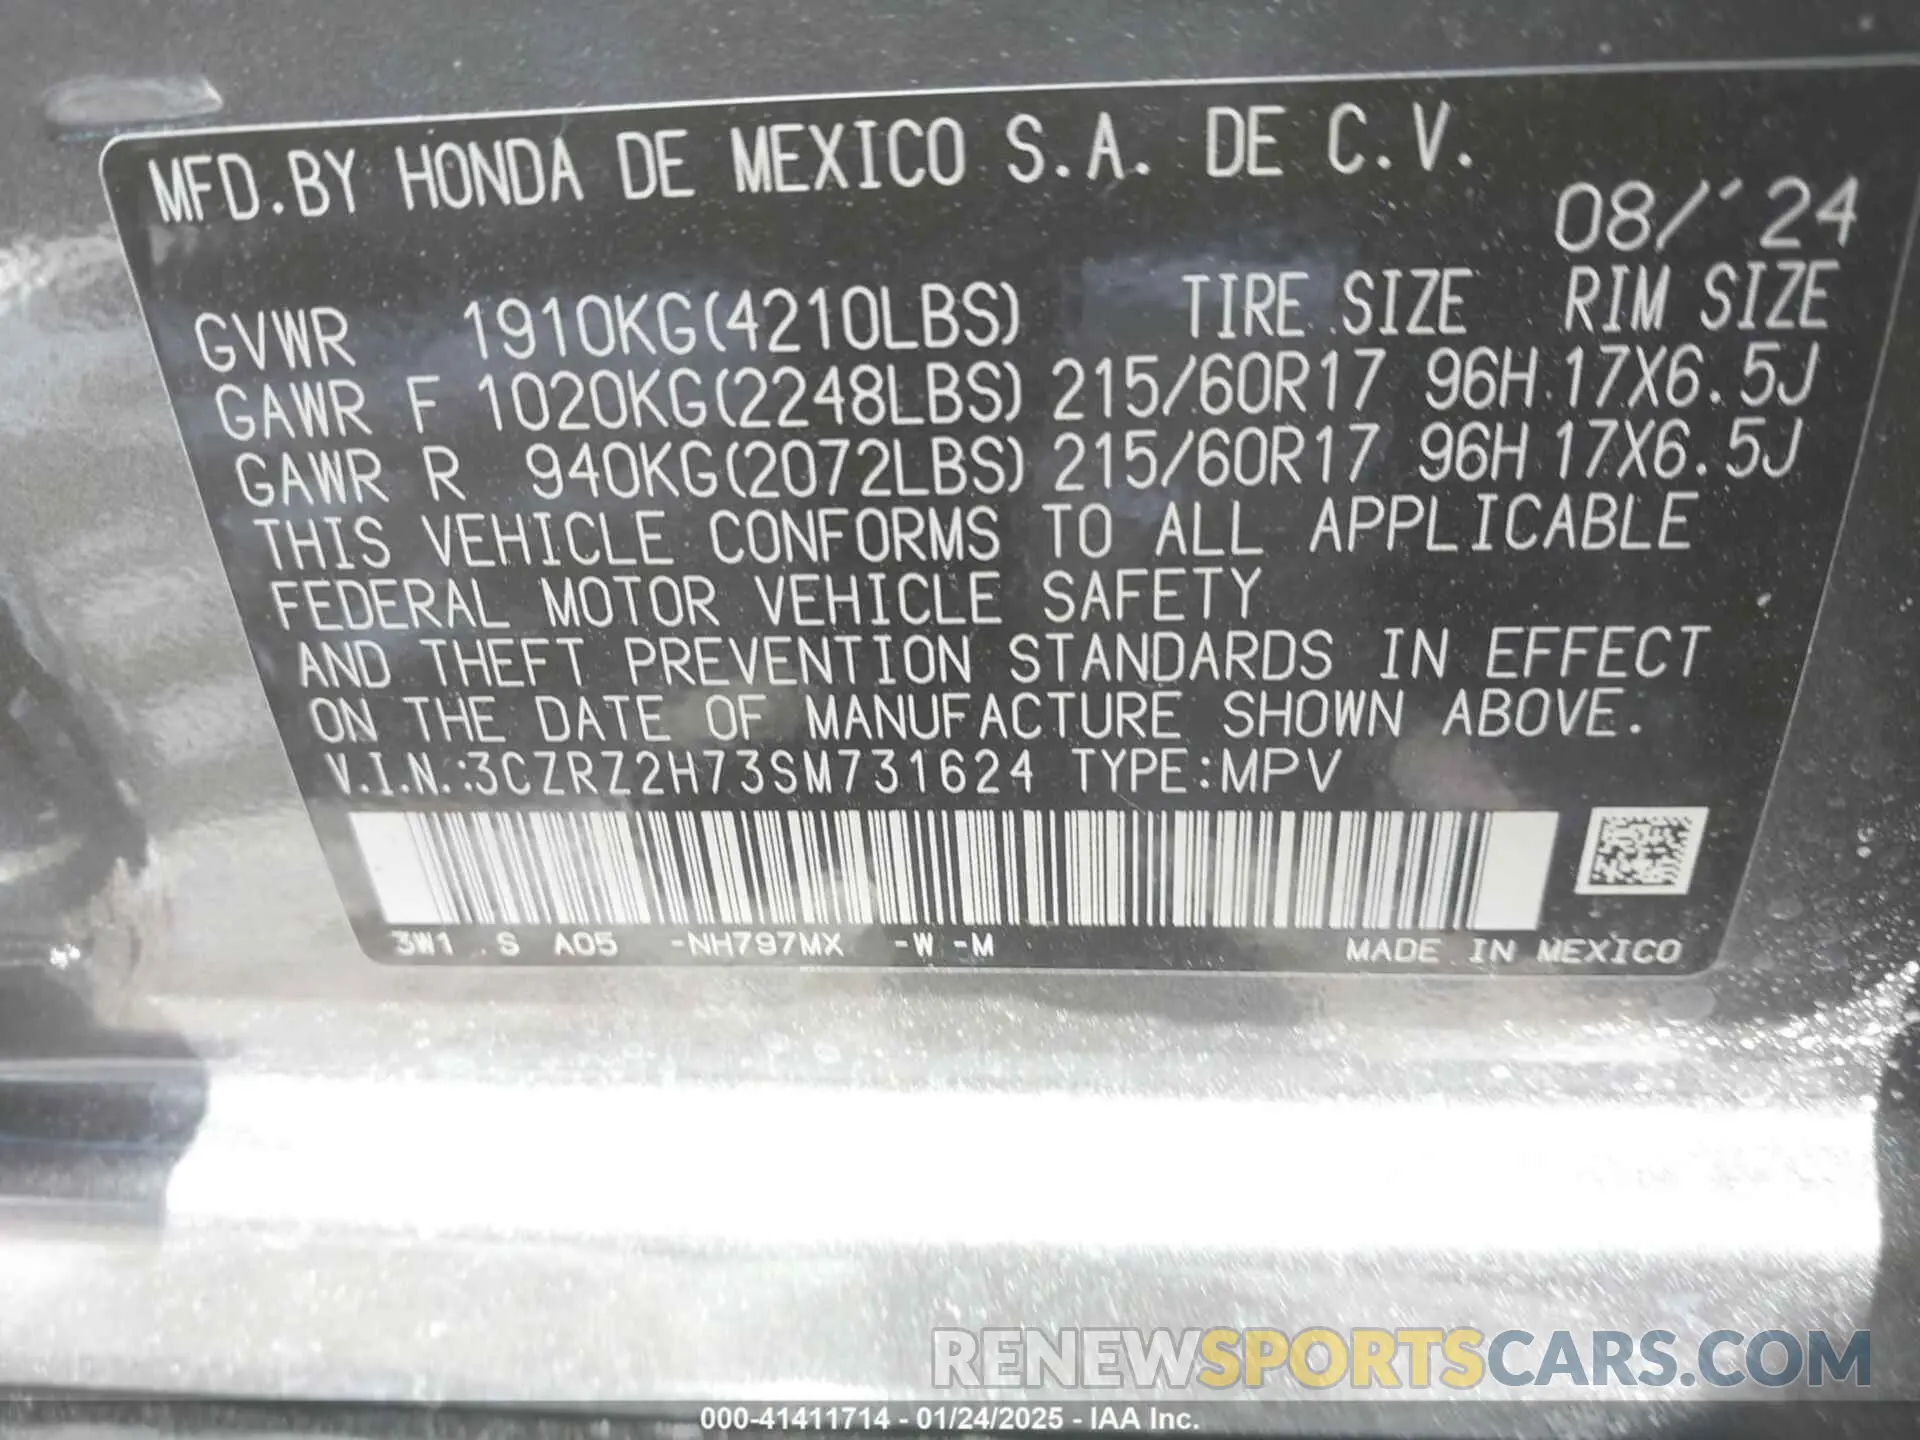 MFD.BY HONDA DE MEXICO S.A. DE C.V.
08/'24
GVWR 1910KG(4210LBS) TIRE SIZE RIM SIZE
GAWR F 1020KG(2248LBS) 215/60R17 96H 17X6.5J
GAWR R 940KG(2072LBS) 215/60R17 96H 17X6.5J
THIS VEHICLE CONFORMS TO ALL APPLICABLE
FEDERAL MOTOR VEHICLE SAFETY
AND THEFT PREVENTION STANDARDS IN EFFECT
ON THE DATE OF MANUFACTURE SHOWN ABOVE.
V.I.N.:3CZRZ2H73SM731624 TYPE:MPV
3W1 S A05 -NH797MX -W -M MADE IN MEXICO
RENEWSPORTSCARS.COM
000-41411714 - 01/24/2025 - IAA Inc.